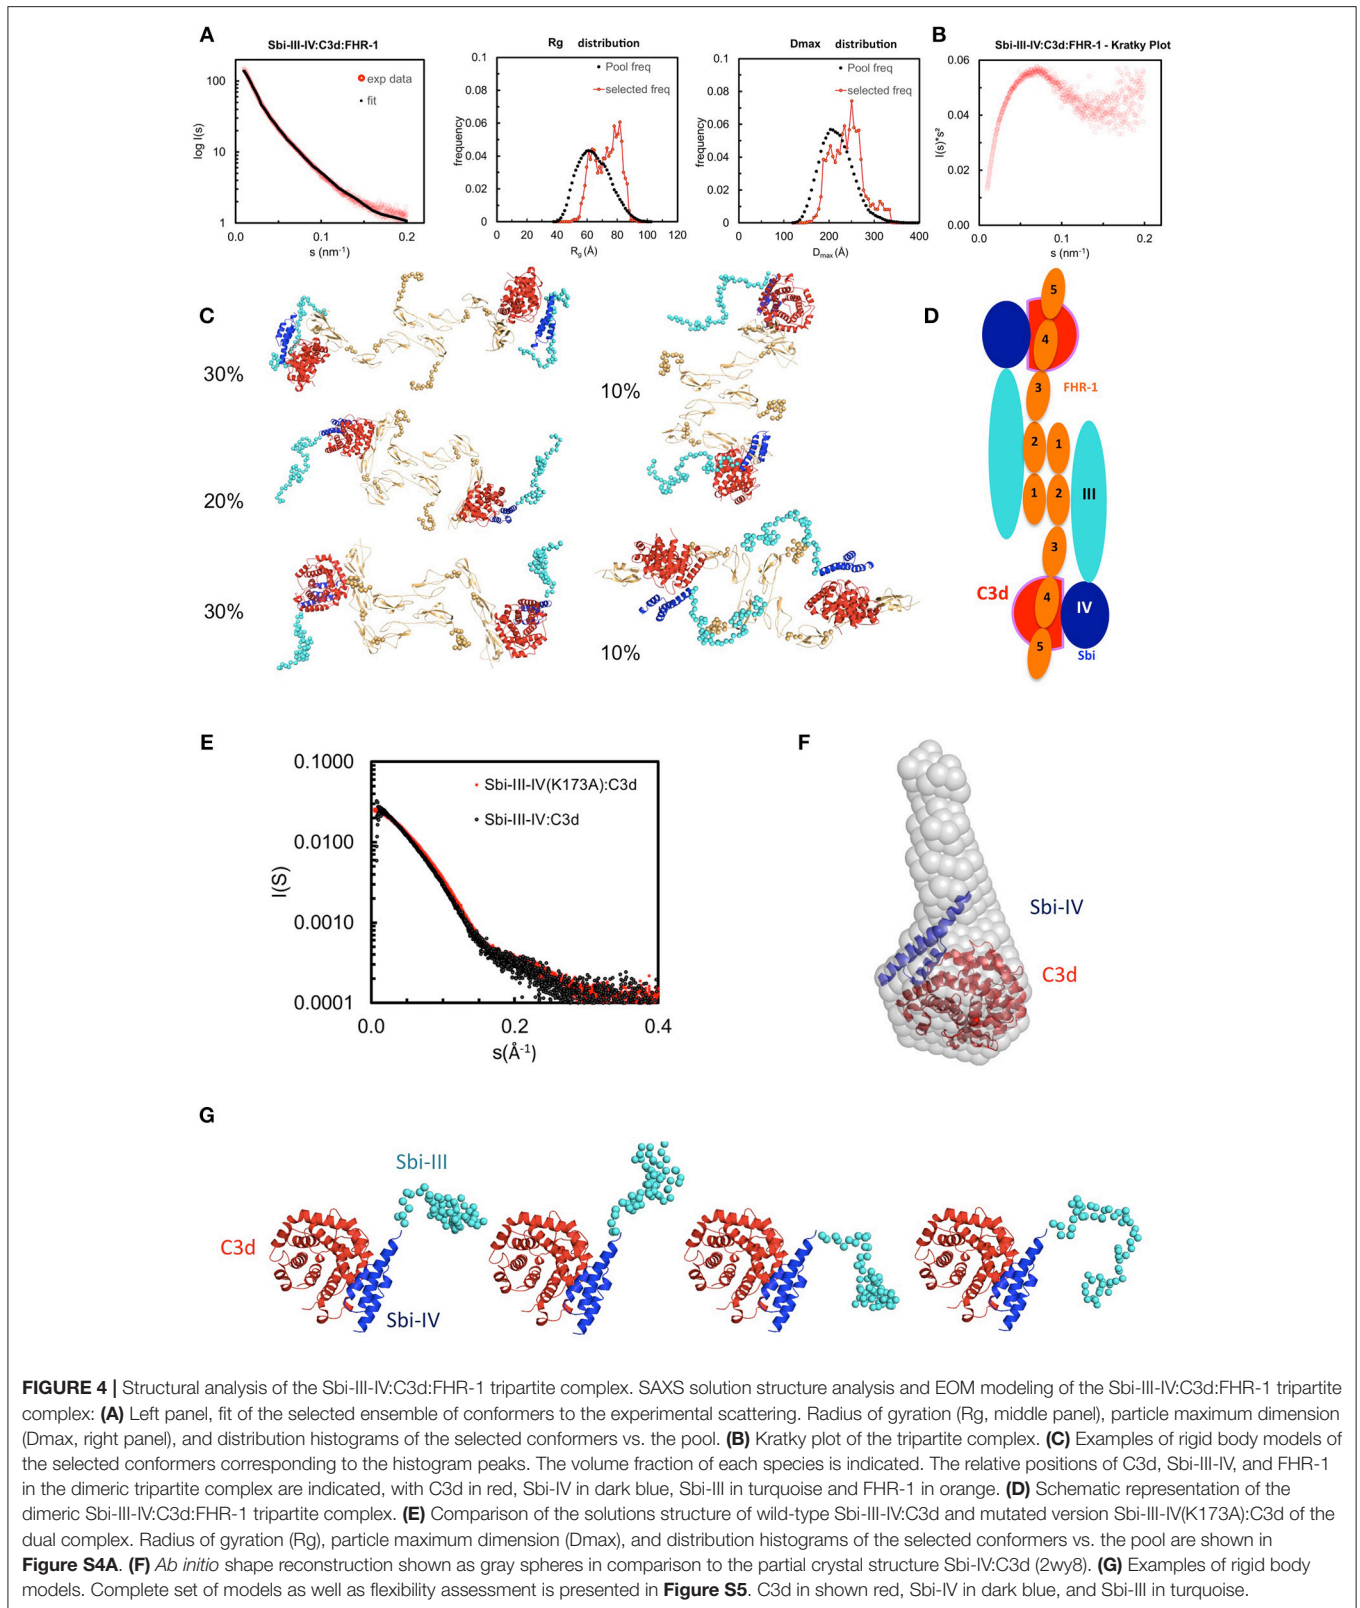 A
Sbi-III-IV:C3d:FHR-1
exp data
fit
log I(s)
100
10
1
0.0
0.1
0.2
s (nm⁻¹)
Rg distribution
Pool freq
selected freq
frequency
0.1
0.08
0.06
0.04
0.02
0
0
20
40
60
80
100
120
Rg (Å)
Dmax distribution
Pool freq
selected freq
frequency
0.1
0.08
0.06
0.04
0.02
0
0
100
200
300
400
Dmax (Å)
B
Sbi-III-IV:C3d:FHR-1 - Kratky Plot
I(s)*s²
0.06
0.04
0.02
0.00
0.0
0.1
0.1
0.2
0.2
s (nm⁻¹)
C
30%
20%
30%
10%
10%
D
5
4
3
FHR-1
2
1
1
2
III
3
C3d
4
IV
5
Sbi
E
0.1000
0.0100
0.0010
0.0001
I(S)
Sbi-III-IV(K173A):C3d
Sbi-III-IV:C3d
0.0
0.2
0.4
s(Å⁻¹)
F
Sbi-IV
C3d
G
Sbi-III
C3d
Sbi-IV
FIGURE 4 | Structural analysis of the Sbi-III-IV:C3d:FHR-1 tripartite complex. SAXS solution structure analysis and EOM modeling of the Sbi-III-IV:C3d:FHR-1 tripartite
complex: (A) Left panel, fit of the selected ensemble of conformers to the experimental scattering. Radius of gyration (Rg, middle panel), particle maximum dimension
(Dmax, right panel), and distribution histograms of the selected conformers vs. the pool. (B) Kratky plot of the tripartite complex. (C) Examples of rigid body models of
the selected conformers corresponding to the histogram peaks. The volume fraction of each species is indicated. The relative positions of C3d, Sbi-III-IV, and FHR-1
in the dimeric tripartite complex are indicated, with C3d in red, Sbi-IV in dark blue, Sbi-III in turquoise and FHR-1 in orange. (D) Schematic representation of the
dimeric Sbi-III-IV:C3d:FHR-1 tripartite complex. (E) Comparison of the solutions structure of wild-type Sbi-III-IV:C3d and mutated version Sbi-III-IV(K173A):C3d of the
dual complex. Radius of gyration (Rg), particle maximum dimension (Dmax), and distribution histograms of the selected conformers vs. the pool are shown in
Figure S4A. (F) Ab initio shape reconstruction shown as gray spheres in comparison to the partial crystal structure Sbi-IV:C3d (2wy8). (G) Examples of rigid body
models. Complete set of models as well as flexibility assessment is presented in Figure S5. C3d in shown red, Sbi-IV in dark blue, and Sbi-III in turquoise.